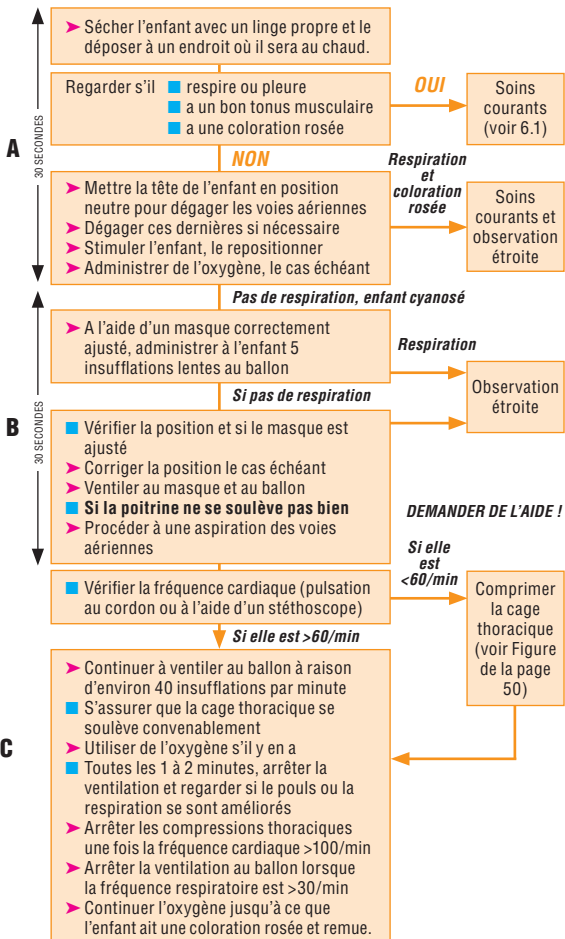 ➤ Sécher l'enfant avec un linge propre et le
déposer à un endroit où il sera au chaud.
Regarder s'il ■ respire ou pleure
■ a un bon tonus musculaire
■ a une coloration rosée
OUI
Soins
courants
(voir 6.1)
A
30 SECONDES
NON
Respiration
et
coloration
rosée
➤ Mettre la tête de l'enfant en position
neutre pour dégager les voies aériennes
➤ Dégager ces dernières si nécessaire
➤ Stimuler l'enfant, le repositionner
➤ Administrer de l'oxygène, le cas échéant
Soins
courants et
observation
étroite
Pas de respiration, enfant cyanosé
➤ A l'aide d'un masque correctement
ajusté, administrer à l'enfant 5
insufflations lentes au ballon
Respiration
Observation
étroite
Si pas de respiration
B
30 SECONDES
■ Vérifier la position et si le masque est
ajusté
➤ Corriger la position le cas échéant
➤ Ventiler au masque et au ballon
■ Si la poitrine ne se soulève pas bien
➤ Procéder à une aspiration des voies
aériennes
DEMANDER DE L'AIDE !
■ Vérifier la fréquence cardiaque (pulsation
au cordon ou à l'aide d'un stéthoscope)
Si elle
est
<60/min
Comprimer
la cage
thoracique
(voir Figure
de la page
50)
Si elle est >60/min
C
➤ Continuer à ventiler au ballon à raison
d'environ 40 insufflations par minute
■ S'assurer que la cage thoracique se
soulève convenablement
➤ Utiliser de l'oxygène s'il y en a
■ Toutes les 1 à 2 minutes, arrêter la
ventilation et regarder si le pouls ou la
respiration se sont améliorés
➤ Arrêter les compressions thoraciques
une fois la fréquence cardiaque >100/min
➤ Arrêter la ventilation au ballon lorsque
la fréquence respiratoire est >30/min
➤ Continuer l'oxygène jusqu'à ce que
l'enfant ait une coloration rosée et remue.